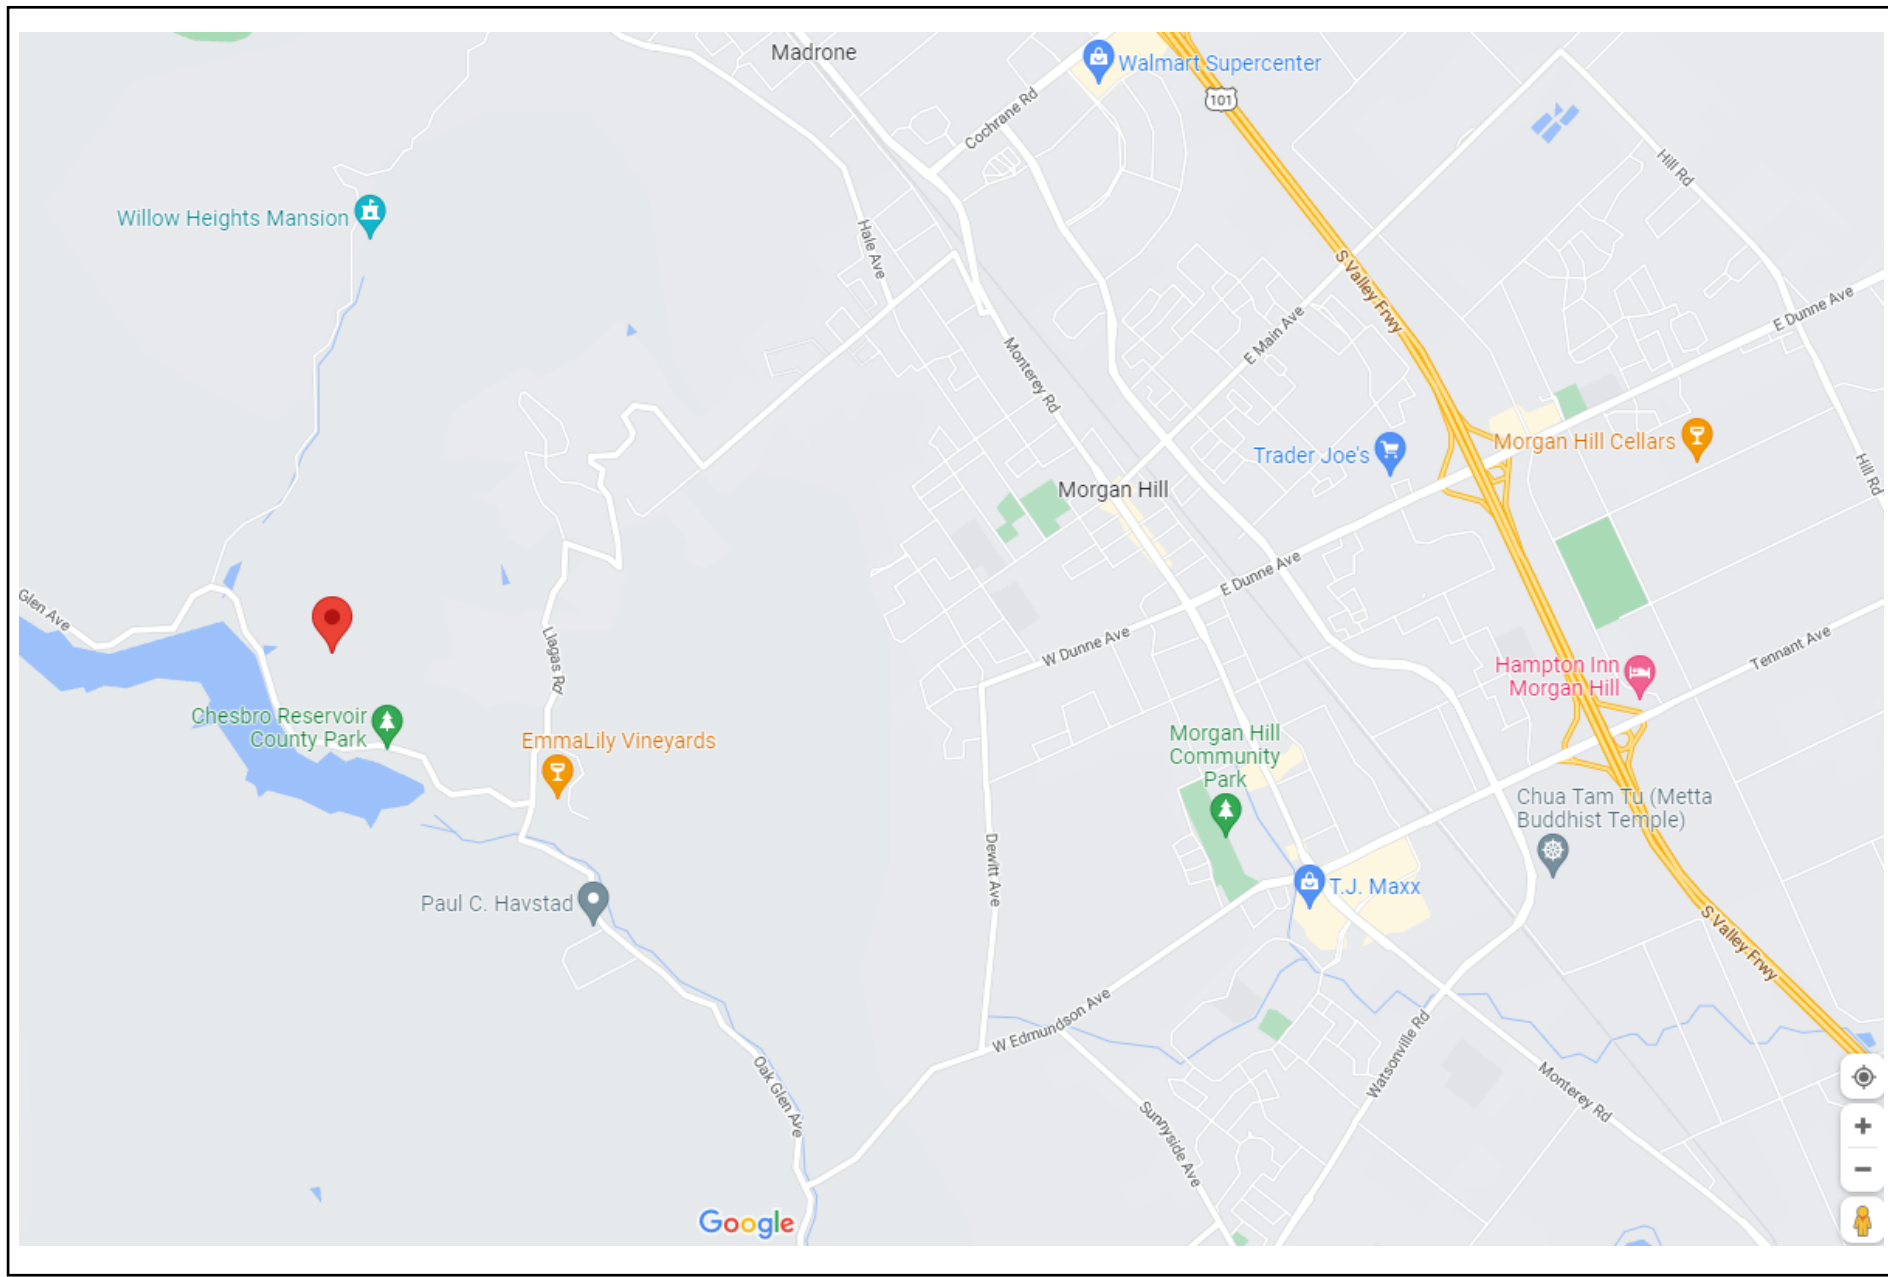 Madrone
Walmart Supercenter
101
Cochrane Rd
Hill Rd
Willow Heights Mansion
Hale Ave
S Valley Frwy
E Dunne Ave
E Main Ave
Monterey Rd
Trader Joe's
Morgan Hill Cellars
Hill Rd
Morgan Hill
Glen Ave
E Dunne Ave
Llagas Rd
W Dunne Ave
Tennant Ave
Hampton Inn
Morgan Hill
Chesbro Reservoir
County Park
EmmaLily Vineyards
Morgan Hill
Community
Park
Chua Tam Tu (Metta
Buddhist Temple)
Dewitt Ave
T.J. Maxx
Paul C. Havstad
S Valley Frwy
W Edmundson Ave
Watsonville Rd
Oak Glen Ave
Monterey Rd
Sunnyside Ave
Google